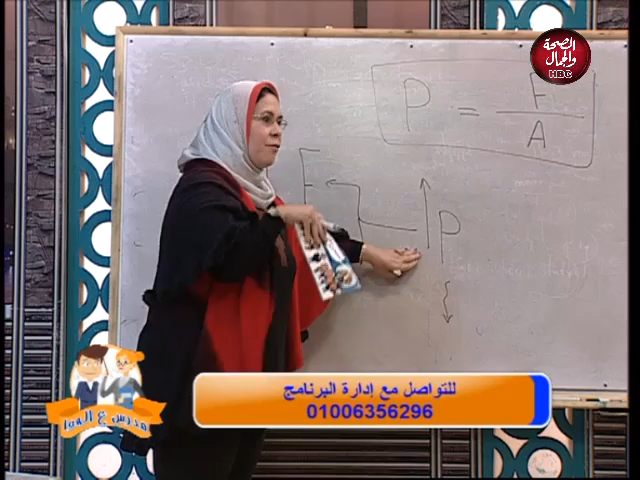 الصحة
والجمال
HBC
P = F
A
F
P
مدرس ع الهوا
للتواصل مع إدارة البرنامج
01006356296